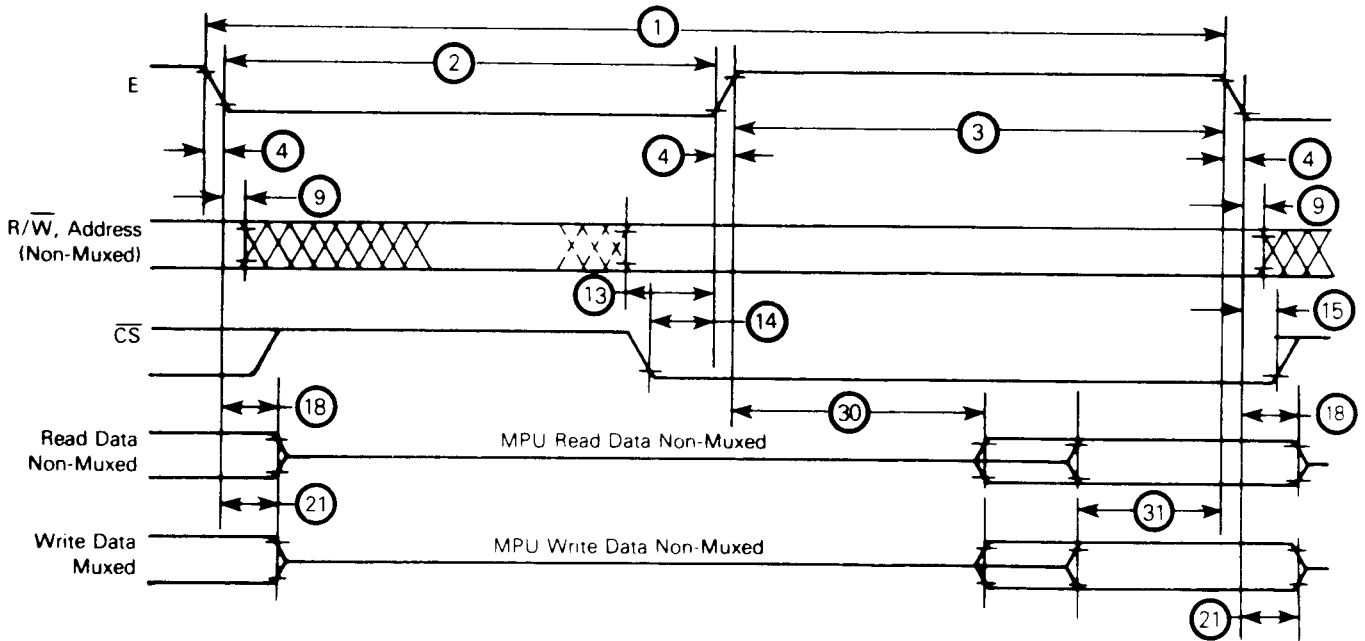 1
2
E
3
4
4
4
9
9
R/W̅, Address
(Non-Muxed)
13
14
15
C̅S̅
18
30
18
Read Data
Non-Muxed
MPU Read Data Non-Muxed
21
31
Write Data
Muxed
MPU Write Data Non-Muxed
21